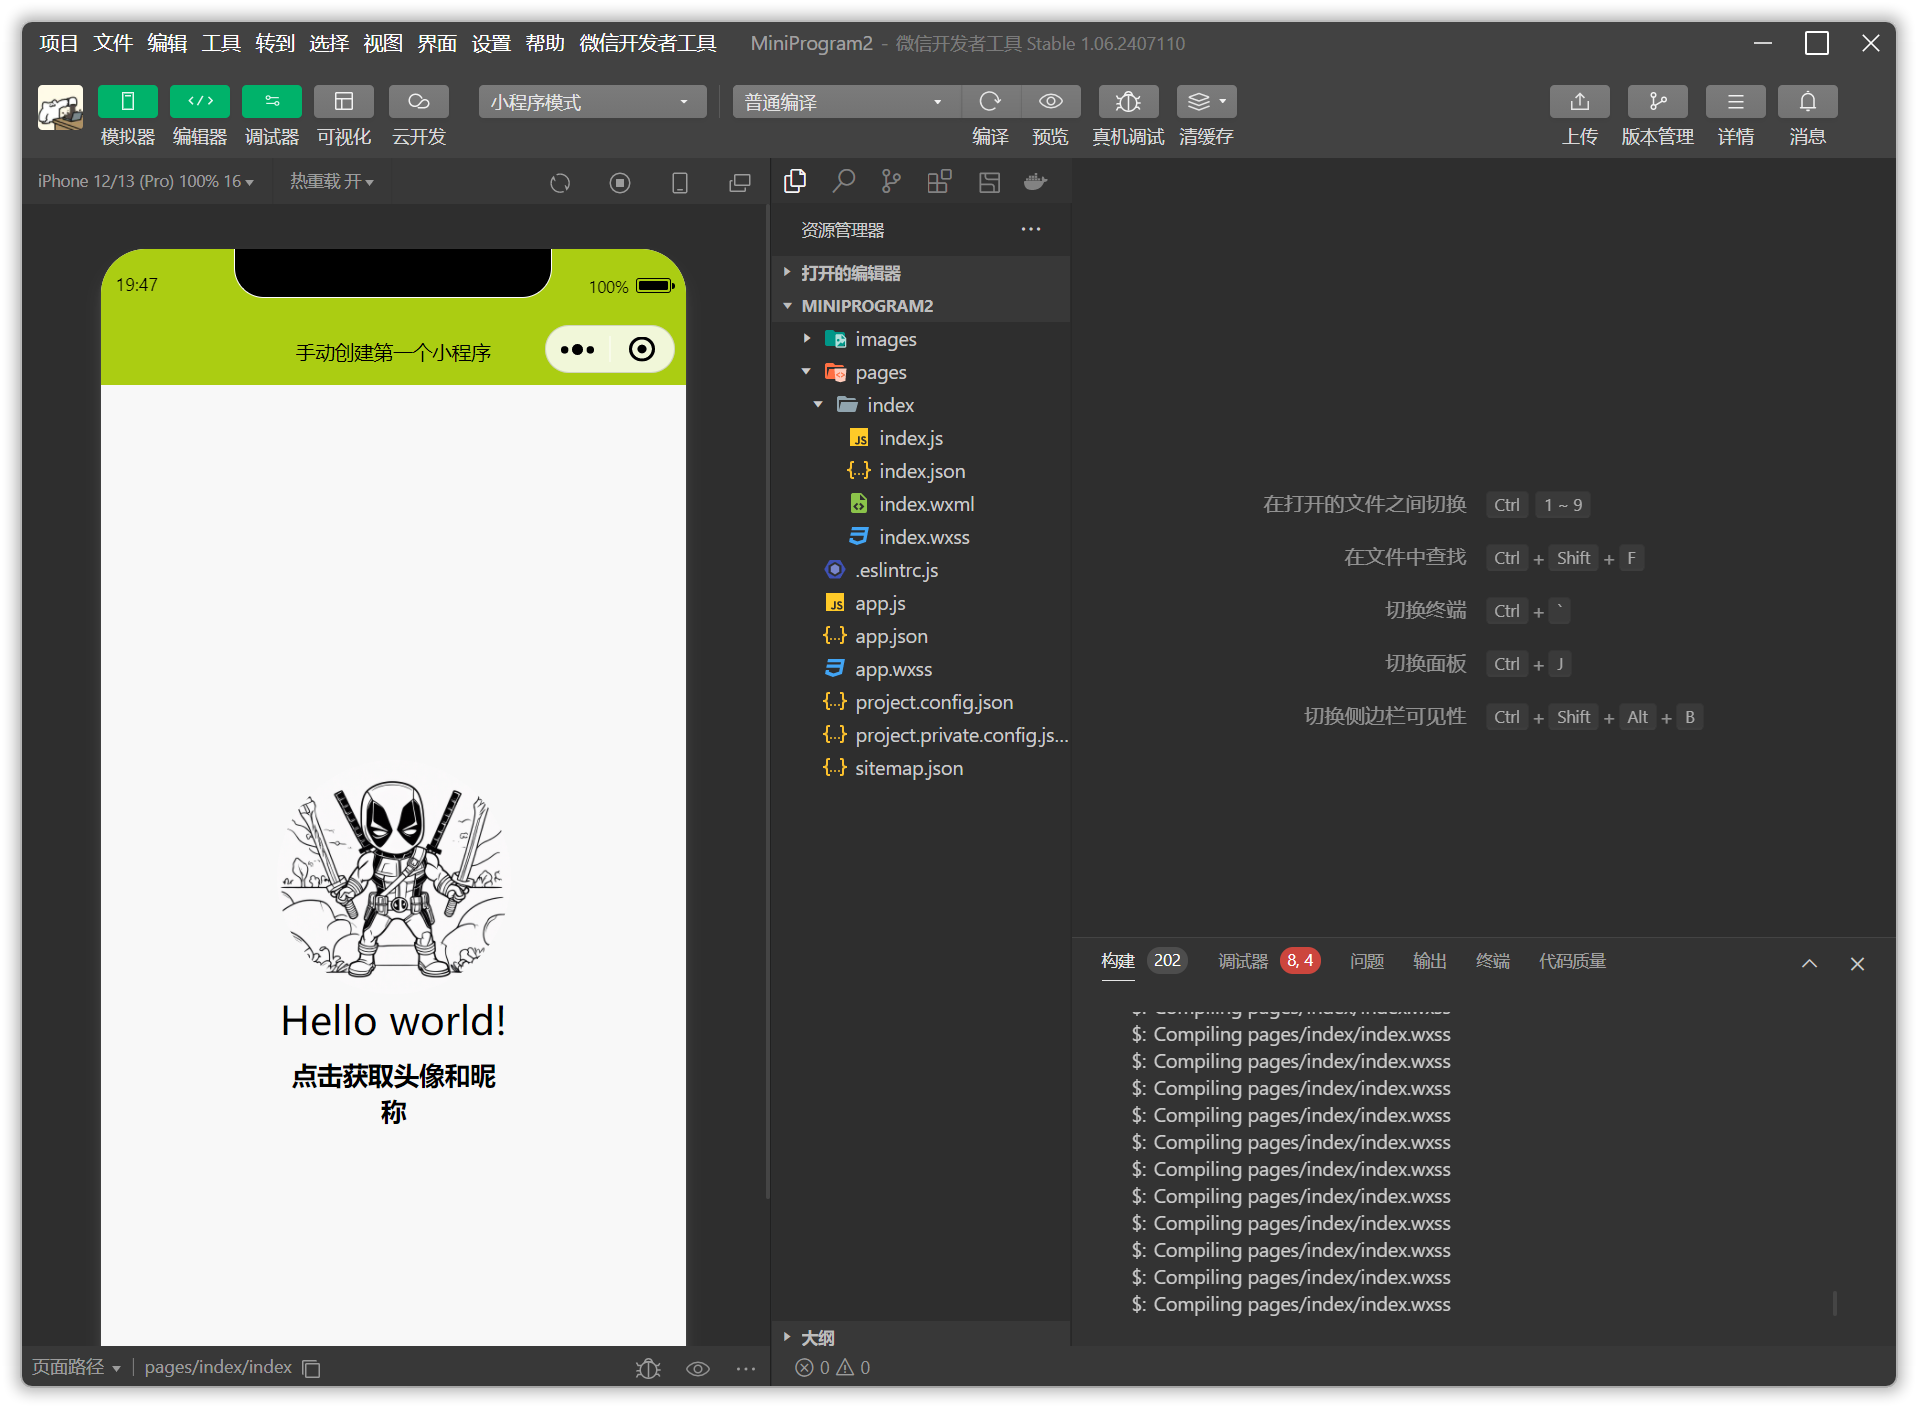 项目 文件 编辑 工具 转到 选择 视图 界面 设置 帮助 微信开发者工具 MiniProgram2 - 微信开发者工具 Stable 1.06.2407110
模拟器 编辑器 调试器 可视化 云开发 小程序模式 普通编译 编译 预览 真机调试 清缓存 上传 版本管理 详情 消息
iPhone 12/13 (Pro) 100% 16 热重载 开
19:47 100%
手动创建第一个小程序
Hello world!
点击获取头像和昵
称
页面路径 pages/index/index
资源管理器
打开的编辑器
MINIPROGRAM2
images
pages
index
index.js
index.json
index.wxml
index.wxss
.eslintrc.js
app.js
app.json
app.wxss
project.config.json
project.private.config.js...
sitemap.json
大纲
0 0
在打开的文件之间切换 Ctrl 1 ~ 9
在文件中查找 Ctrl + Shift + F
切换终端 Ctrl + `
切换面板 Ctrl + J
切换侧边栏可见性 Ctrl + Shift + Alt + B
构建 202 调试器 8, 4 问题 输出 终端 代码质量
$: Compiling pages/index/index.wxss
$: Compiling pages/index/index.wxss
$: Compiling pages/index/index.wxss
$: Compiling pages/index/index.wxss
$: Compiling pages/index/index.wxss
$: Compiling pages/index/index.wxss
$: Compiling pages/index/index.wxss
$: Compiling pages/index/index.wxss
$: Compiling pages/index/index.wxss
$: Compiling pages/index/index.wxss
$: Compiling pages/index/index.wxss
$: Compiling pages/index/index.wxss